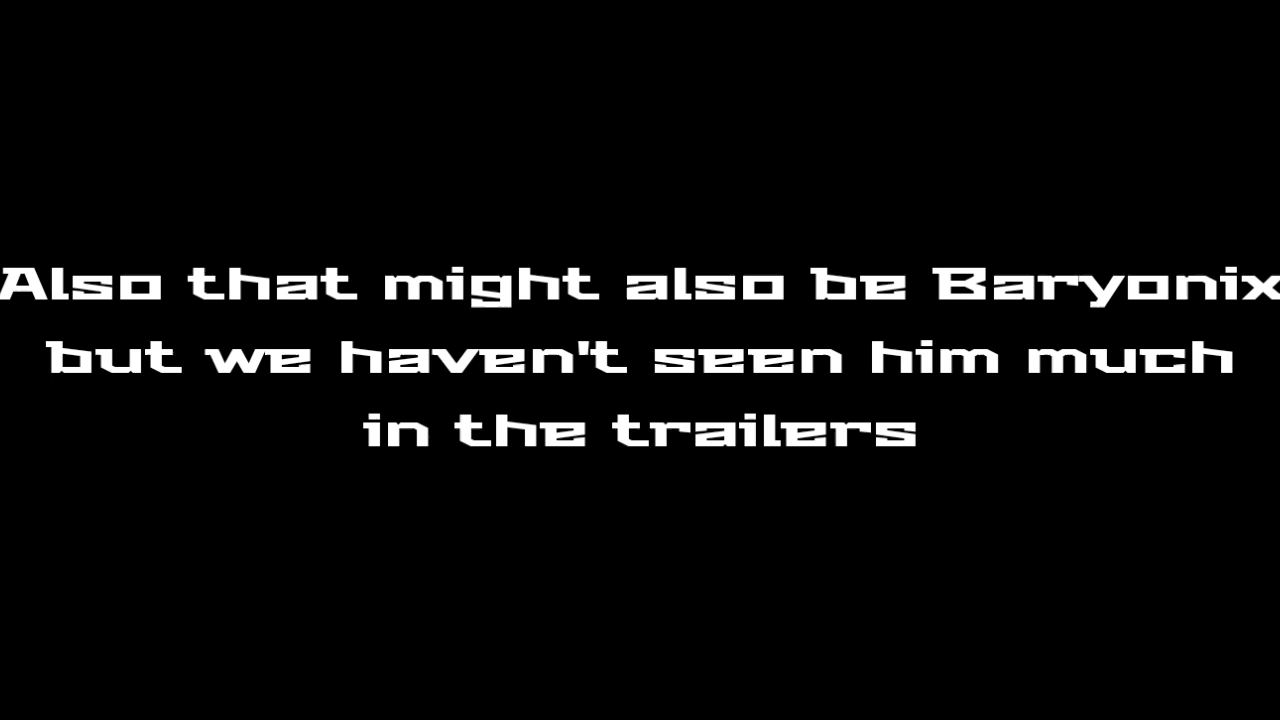 Also that might also be Baryonix
but we haven't seen him much
in the trailers